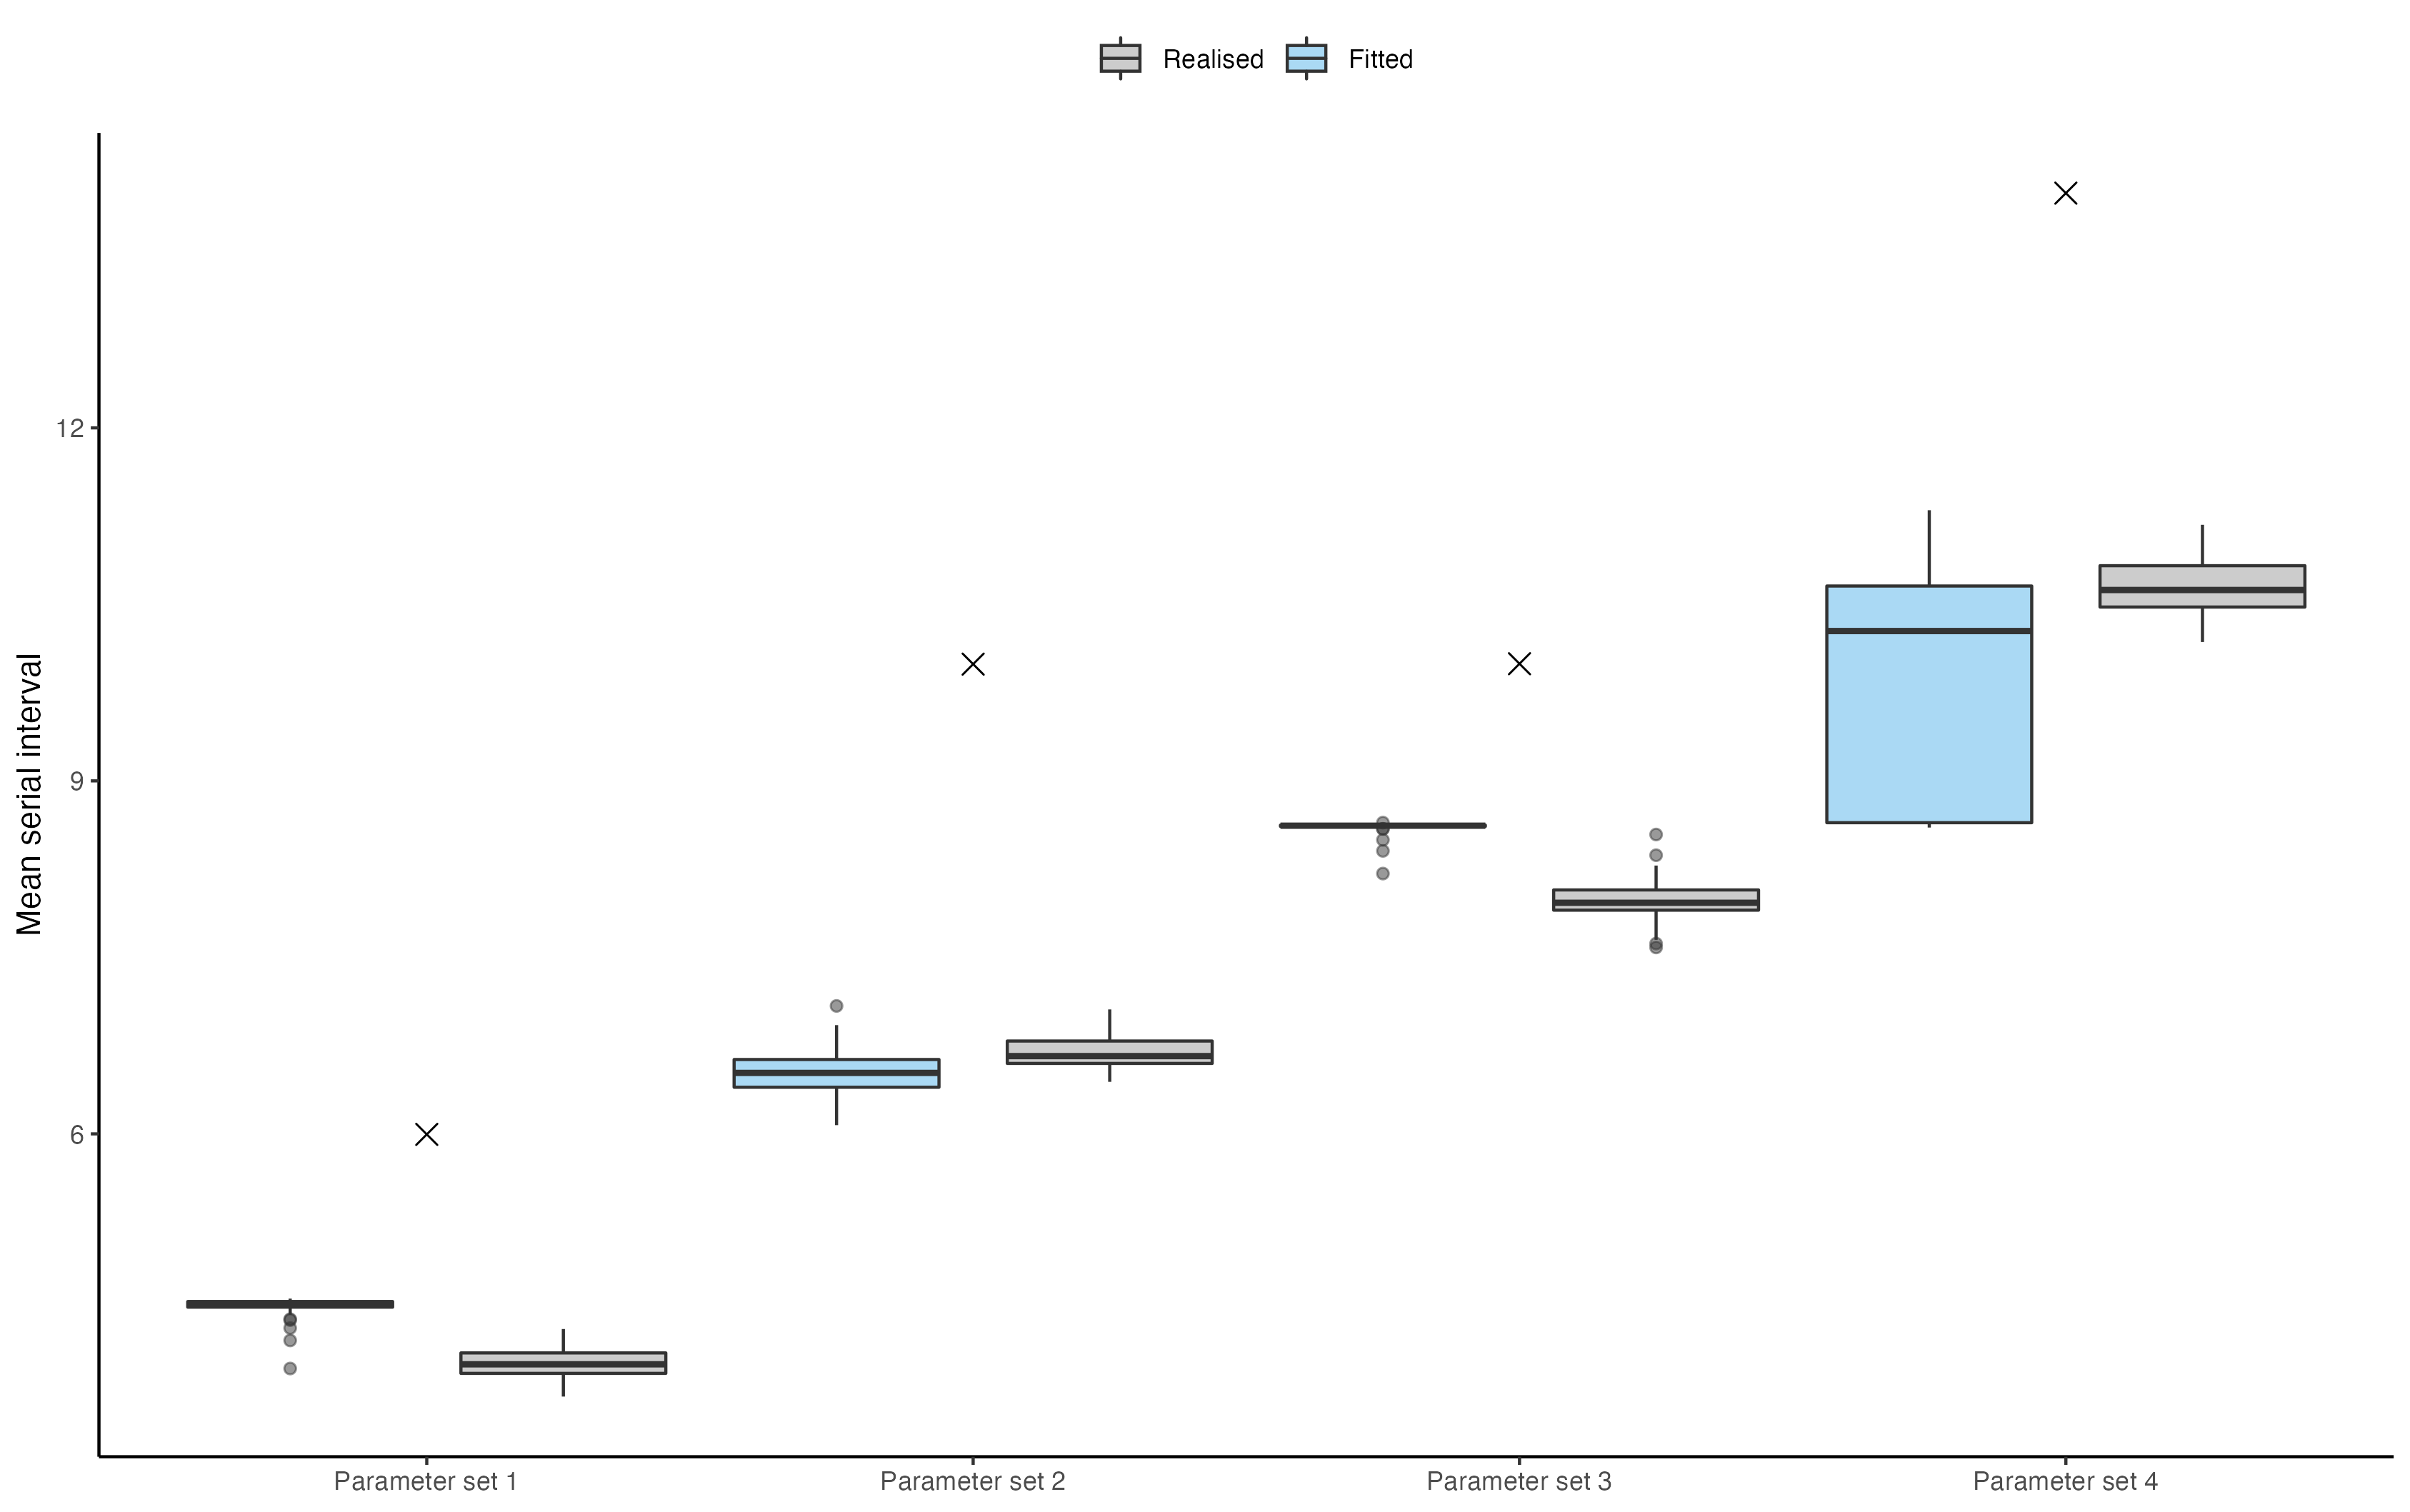 Realised Fitted
Mean serial interval
12
9
6
Parameter set 1 Parameter set 2 Parameter set 3 Parameter set 4